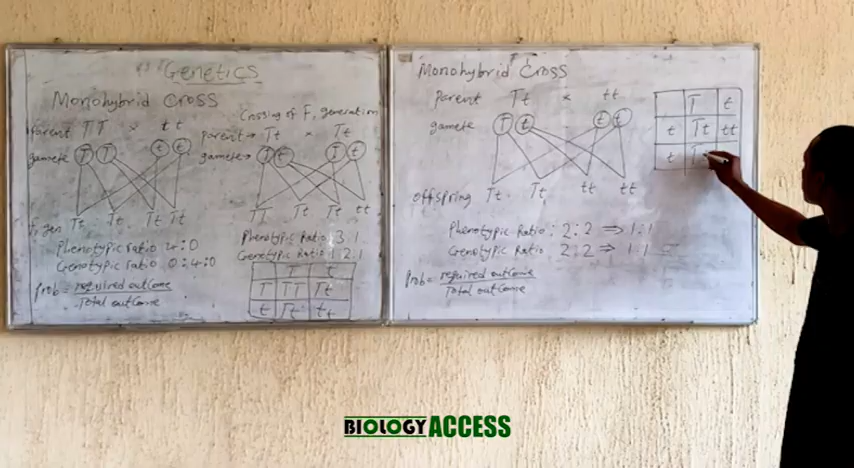 Genetics
Monohybrid Cross
Crossing of F1 generation
parent TT × tt
parent → Tt × Tt
gamete T T t t
gamete → T t T t
F1 gen Tt Tt Tt Tt
TT Tt Tt tt
Phenotypic ratio 4:0
Genotypic ratio 0:4:0
Prob = required outcome
Total outcome
Phenotypic Ratio 3:1
Genotypic Ratio 1:2:1
T t
T TT Tt
t Tt tt
Monohybrid Cross
parent Tt × tt
gamete T t t t
offspring Tt Tt tt tt
Phenotypic Ratio : 2:2 ⇒ 1:1
Genotypic Ratio 2:2 ⇒ 1:1
Prob = required outcome
Total outcome
T t
t Tt tt
t T
BIOLOGY ACCESS